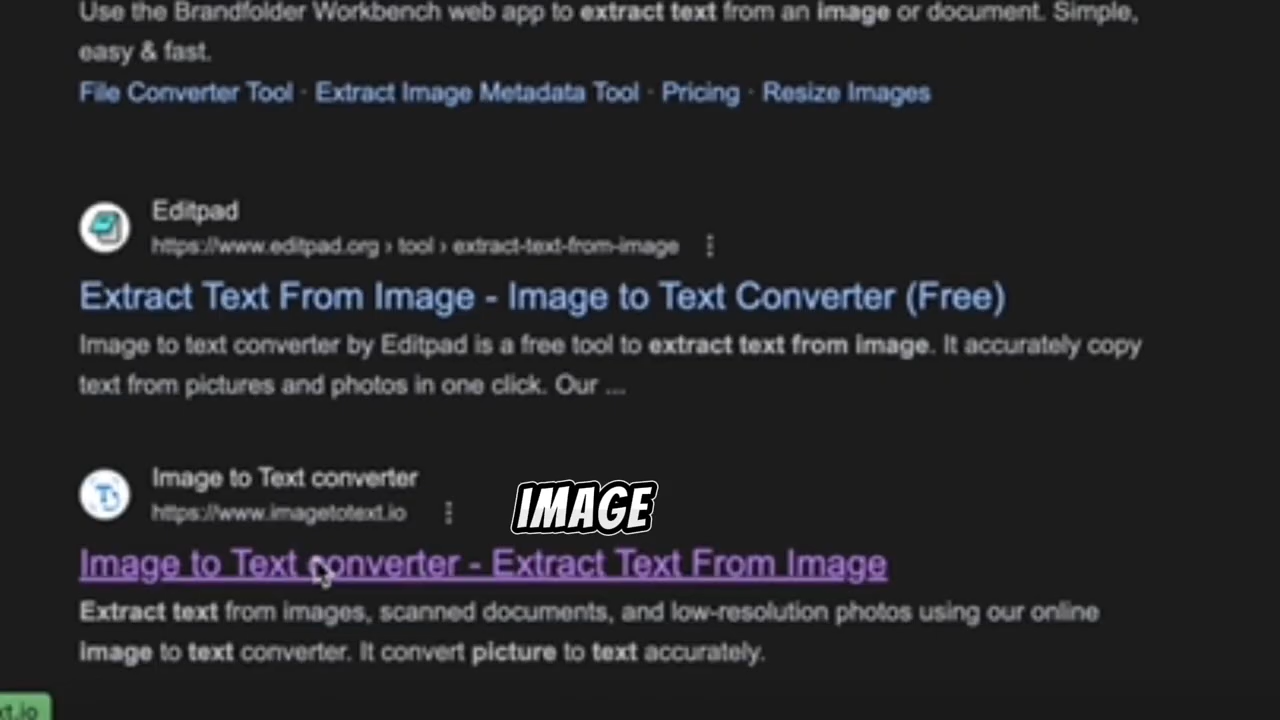 Use the Brandfolder Workbench web app to extract text from an image or document. Simple,
easy & fast.
File Converter Tool · Extract Image Metadata Tool · Pricing · Resize Images
Editpad
https://www.editpad.org › tool › extract-text-from-image
Extract Text From Image - Image to Text Converter (Free)
Image to text converter by Editpad is a free tool to extract text from image. It accurately copy
text from pictures and photos in one click. Our ...
Image to Text converter
https://www.imagetotext.io
IMAGE
Image to Text converter - Extract Text From Image
Extract text from images, scanned documents, and low-resolution photos using our online
image to text converter. It convert picture to text accurately.
xt.io